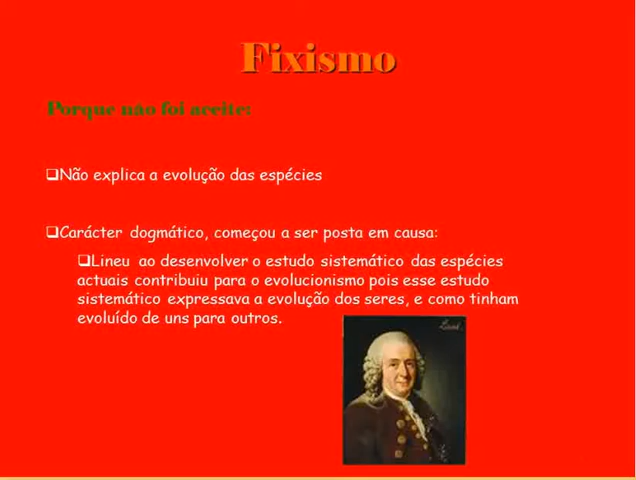 Fixismo
Porque não foi aceite:
❑Não explica a evolução das espécies
❑Carácter dogmático, começou a ser posta em causa:
❑Lineu ao desenvolver o estudo sistemático das espécies
actuais contribuiu para o evolucionismo pois esse estudo
sistemático expressava a evolução dos seres, e como tinham
evoluído de uns para outros.